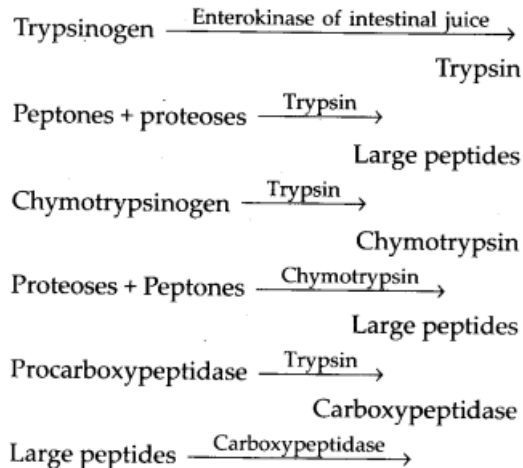 Trypsinogen Enterokinase of intestinal juice
Trypsin
Peptones + proteoses Trypsin
Large peptides
Chymotrypsinogen Trypsin
Chymotrypsin
Proteoses + Peptones Chymotrypsin
Large peptides
Procarboxypeptidase Trypsin
Carboxypeptidase
Large peptides Carboxypeptidase